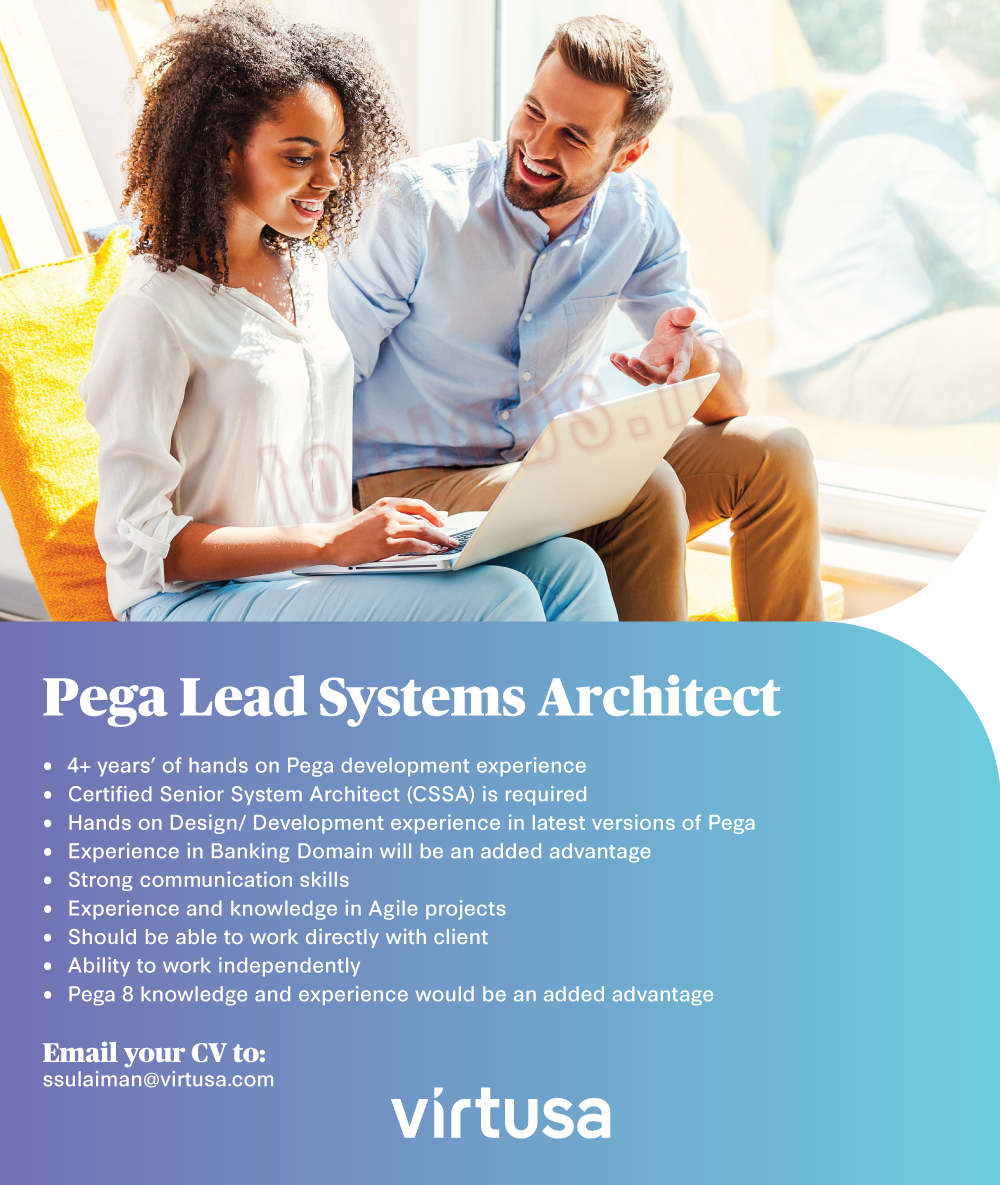 Pega Lead Systems Architect
• 4+ years’ of hands on Pega development experience
• Certified Senior System Architect (CSSA) is required
• Hands on Design/ Development experience in latest versions of Pega
• Experience in Banking Domain will be an added advantage
• Strong communication skills
• Experience and knowledge in Agile projects
• Should be able to work directly with client
• Ability to work independently
• Pega 8 knowledge and experience would be an added advantage
Email your CV to:
ssulaiman@virtusa.com
virtusa